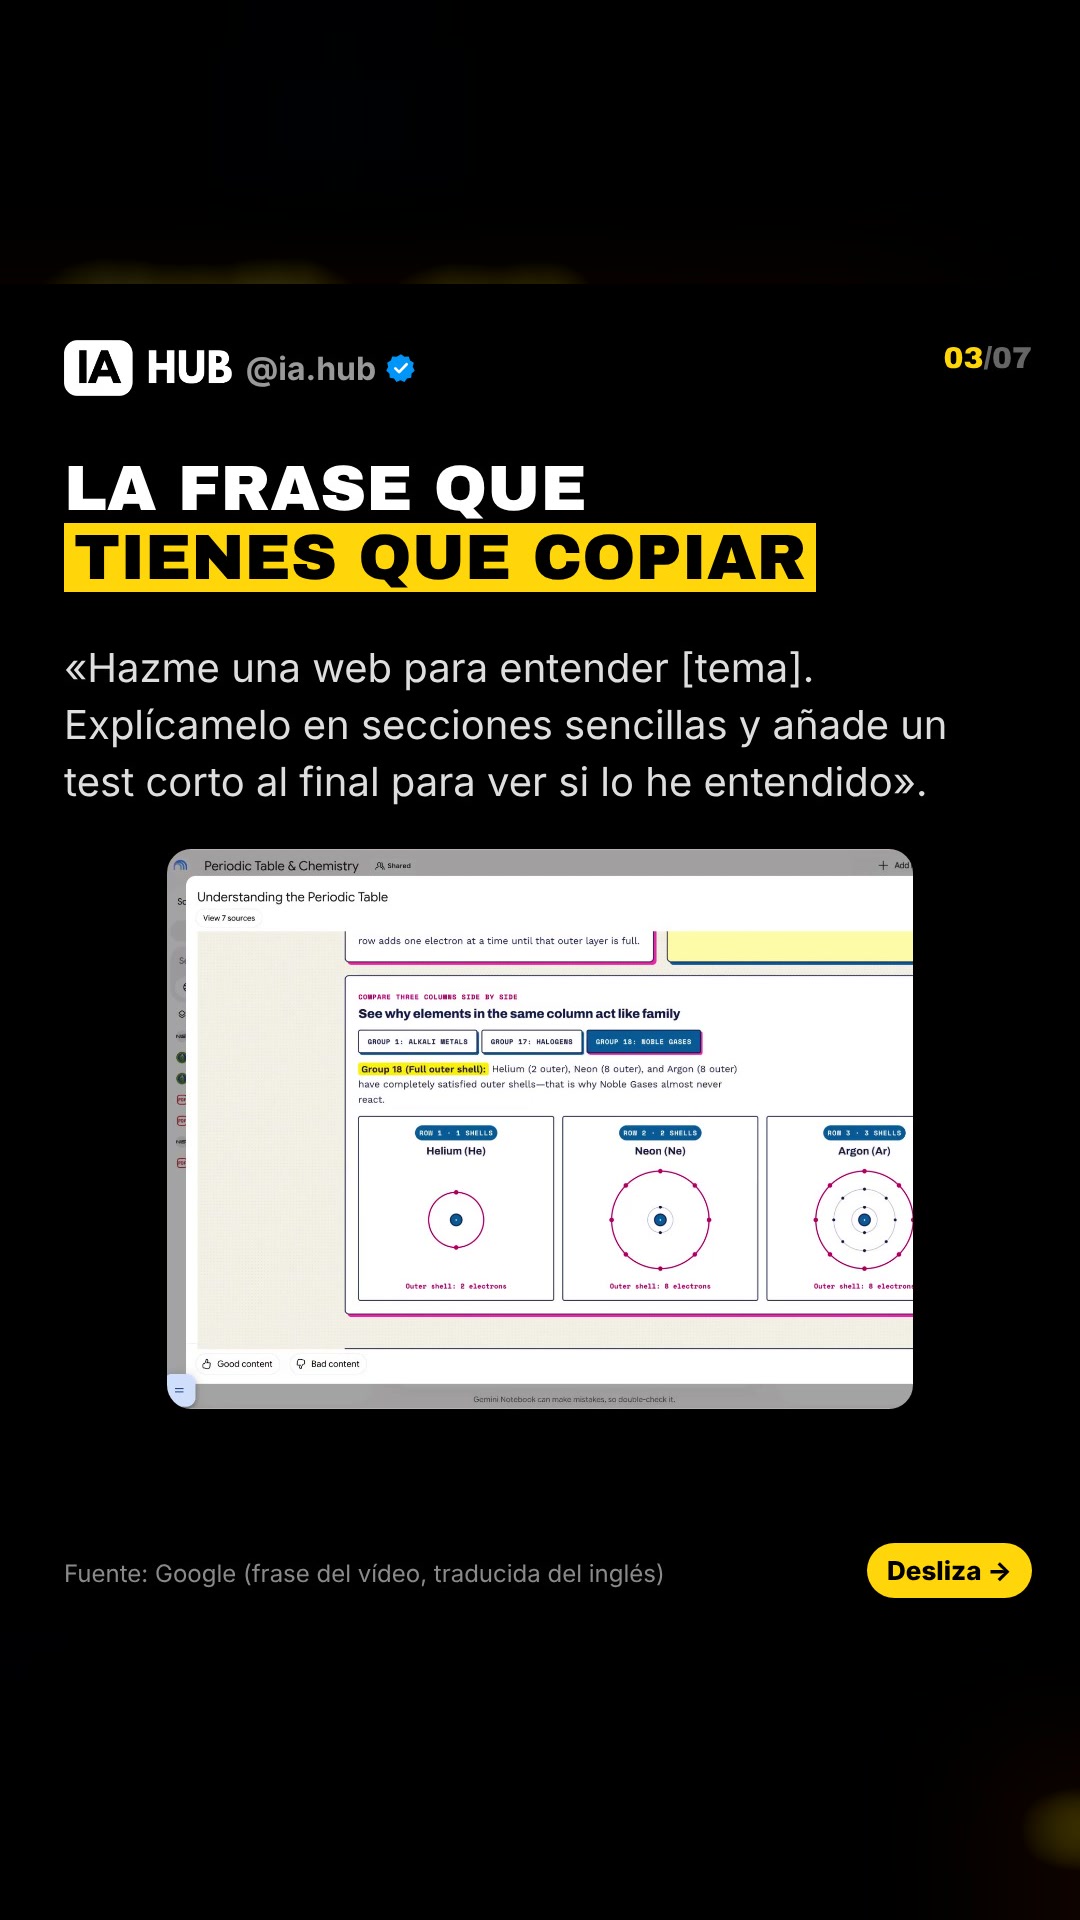 IA HUB @ia.hub
03/07
LA FRASE QUE
TIENES QUE COPIAR
«Hazme una web para entender [tema].
Explícamelo en secciones sencillas y añade un
test corto al final para ver si lo he entendido».
Periodic Table & Chemistry
Shared
+ Add
Understanding the Periodic Table
View 7 sources
row adds one electron at a time until that outer layer is full.
COMPARE THREE COLUMNS SIDE BY SIDE
See why elements in the same column act like family
GROUP 1: ALKALI METALS
GROUP 17: HALOGENS
GROUP 18: NOBLE GASES
Group 18 (Full outer shell): Helium (2 outer), Neon (8 outer), and Argon (8 outer)
have completely satisfied outer shells—that is why Noble Gases almost never
react.
ROW 1 · 1 SHELLS
Helium (He)
Outer shell: 2 electrons
ROW 2 · 2 SHELLS
Neon (Ne)
Outer shell: 8 electrons
ROW 3 · 3 SHELLS
Argon (Ar)
Outer shell: 8 electrons
Good content
Bad content
Gemini Notebook can make mistakes, so double-check it.
Fuente: Google (frase del vídeo, traducida del inglés)
Desliza →